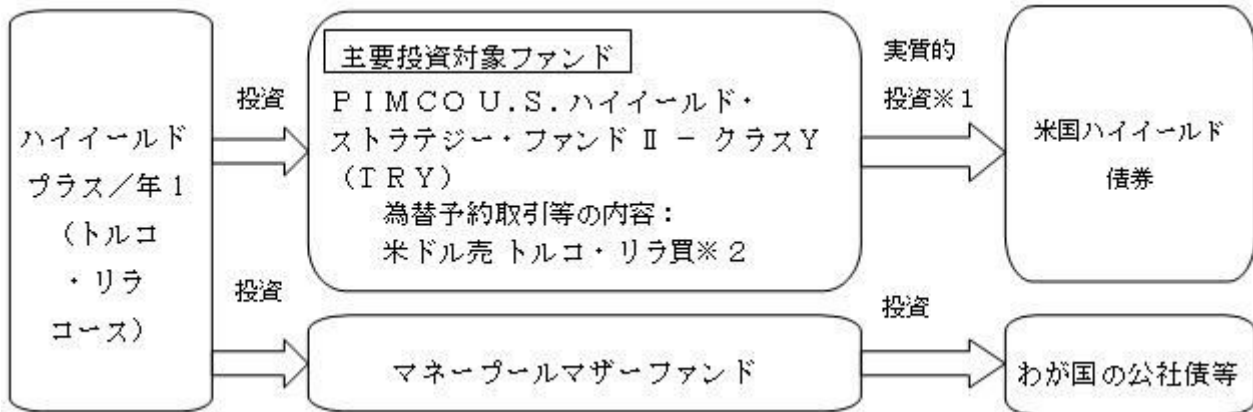 ハイイールド
プラス/年1
(トルコ
・リラ
コース)
投資
主要投資対象ファンド
PIMCO U.S.ハイイールド・
ストラテジー・ファンド Ⅱ - クラスY
(TRY)
為替予約取引等の内容:
米ドル売 トルコ・リラ買※2
実質的
投資※1
米国ハイイールド
債券
投資
マネープールマザーファンド
投資
わが国の公社債等